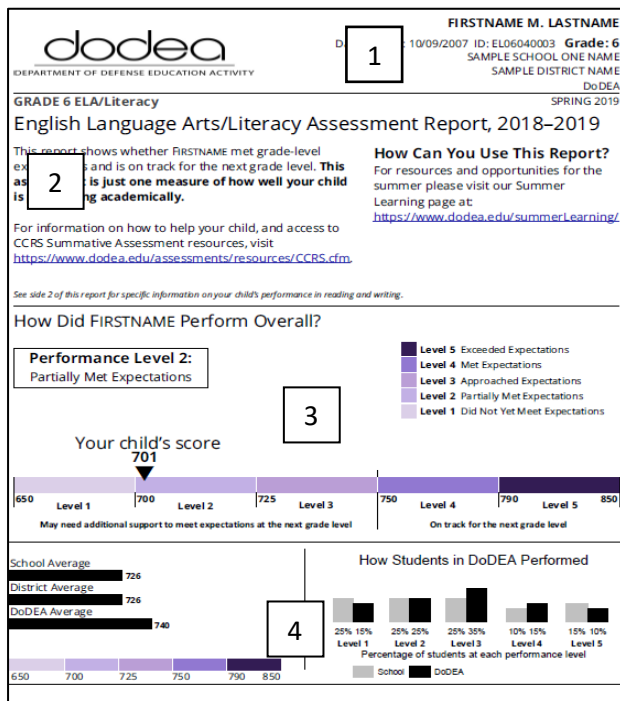 FIRSTNAME M. LASTNAME
dodea
DEPARTMENT OF DEFENSE EDUCATION ACTIVITY
10/09/2007 ID: EL06040003 Grade: 6
1
SAMPLE SCHOOL ONE NAME
SAMPLE DISTRICT NAME
DoDEA
GRADE 6 ELA/Literacy
SPRING 2019
English Language Arts/Literacy Assessment Report, 2018–2019
This report shows whether FIRSTNAME met grade-level
and is on track for the next grade level. This
is just one measure of how well your child
is academically.
2
For information on how to help your child, and access to
CCRS Summative Assessment resources, visit
https://www.dodea.edu/assessments/resources/CCRS.cfm.
How Can You Use This Report?
For resources and opportunities for the
summer please visit our Summer
Learning page at:
https://www.dodea.edu/summerLearning/
See side 2 of this report for specific information on your child's performance in reading and writing.
How Did FIRSTNAME Perform Overall?
Performance Level 2:
Partially Met Expectations
Level 5 Exceeded Expectations
Level 4 Met Expectations
Level 3 Approached Expectations
Level 2 Partially Met Expectations
Level 1 Did Not Yet Meet Expectations
3
Your child's score
701
650 700 725 750 790 850
Level 1 Level 2 Level 3 Level 4 Level 5
May need additional support to meet expectations at the next grade level
On track for the next grade level
School Average
726
District Average
726
DoDEA Average
740
650 700 725 750 790 850
4
How Students in DoDEA Performed
25% 15% 25% 25% 25% 35% 10% 15% 15% 10%
Level 1 Level 2 Level 3 Level 4 Level 5
Percentage of students at each performance level
School DoDEA